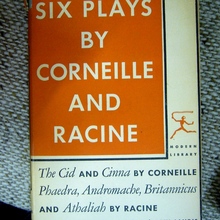 SIX PLAYS
BY
CORNEILLE
AND
RACINE
MODERN
LIBRARY
The Cid AND Cinna BY CORNEILLE
Phaedra, Andromache, Britannicus
AND Athaliah BY RACINE